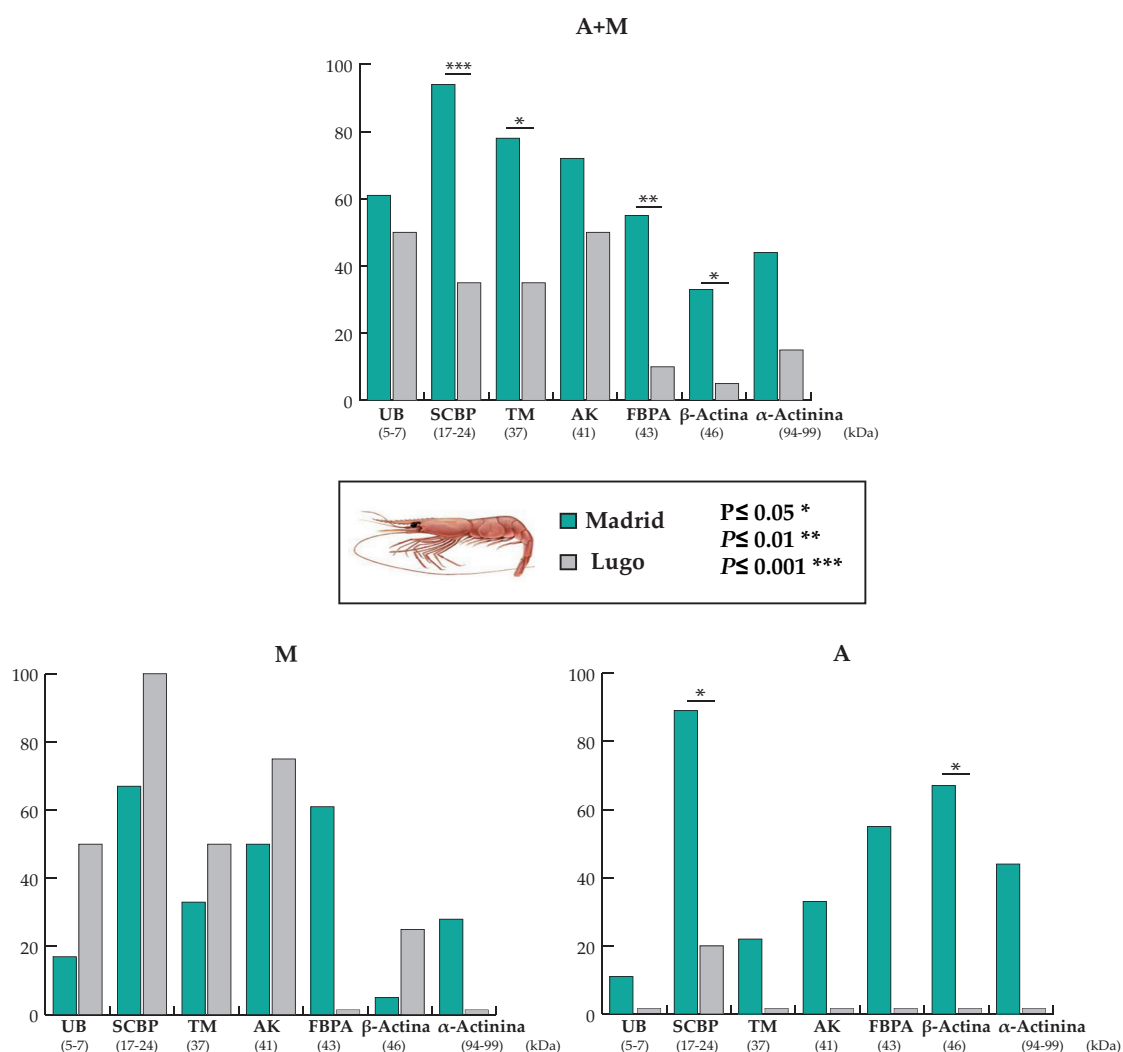 A+M
100
80
60
40
20
0
***
*
**
*
UB SCBP TM AK FBPA β-Actina α-Actinina
(5-7) (17-24) (37) (41) (43) (46) (94-99) (kDa)
Madrid
Lugo
P≤ 0.05 *
P≤ 0.01 **
P≤ 0.001 ***
M
100
80
60
40
20
0
UB SCBP TM AK FBPA β-Actina α-Actinina
(5-7) (17-24) (37) (41) (43) (46) (94-99) (kDa)
A
100
80
60
40
20
0
*
*
UB SCBP TM AK FBPA β-Actina α-Actinina
(5-7) (17-24) (37) (41) (43) (46) (94-99) (kDa)